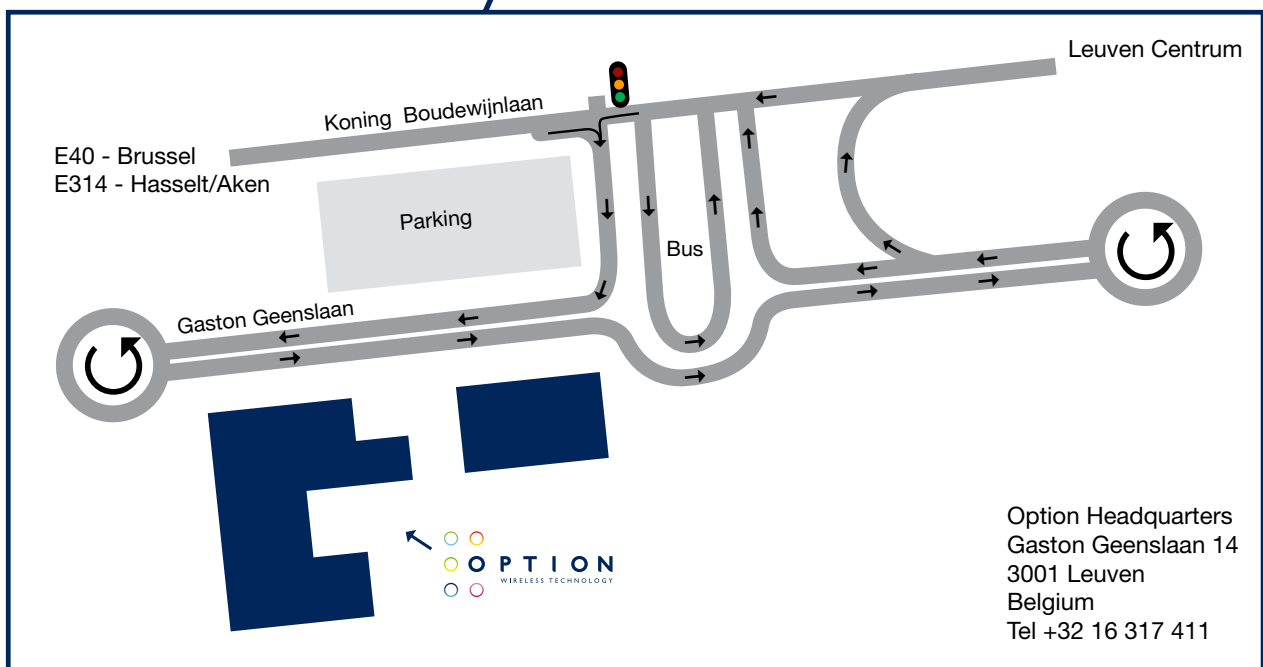 Leuven Centrum
Koning Boudewijnlaan
E40 - Brussel
E314 - Hasselt/Aken
Parking
Bus
Gaston Geenslaan
OPTION
WIRELESS TECHNOLOGY
Option Headquarters
Gaston Geenslaan 14
3001 Leuven
Belgium
Tel +32 16 317 411